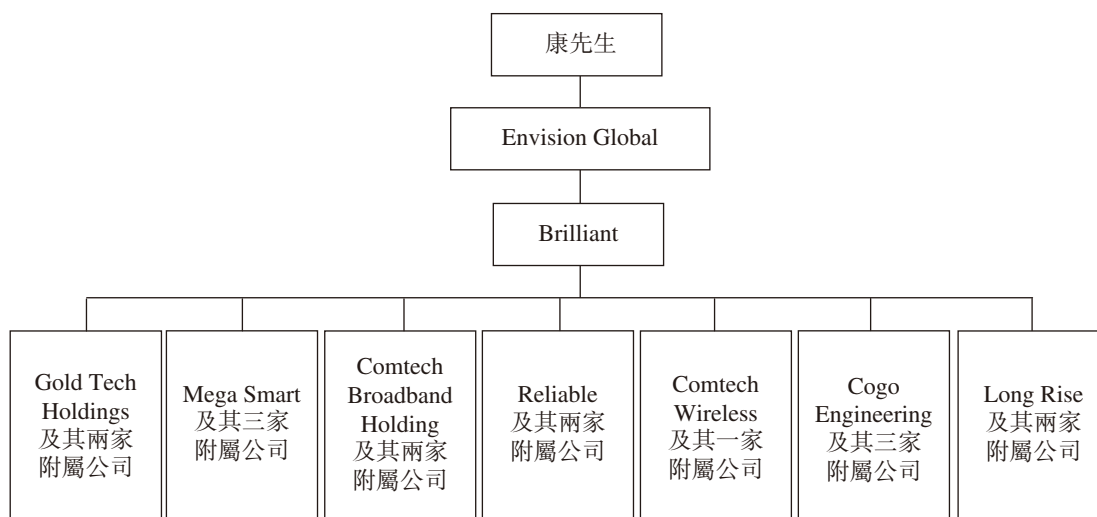 康先生
Envision Global
Brilliant
Gold Tech
Holdings
及其兩家
附屬公司
Mega Smart
及其三家
附屬公司
Comtech
Broadband
Holding
及其兩家
附屬公司
Reliable
及其兩家
附屬公司
Comtech
Wireless
及其一家
附屬公司
Cogo
Engineering
及其三家
附屬公司
Long Rise
及其兩家
附屬公司